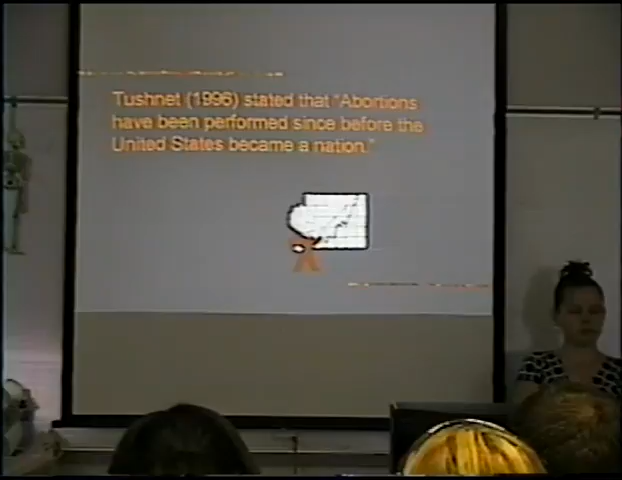 Tushnet (1996) stated that "Abortions
have been performed since before the
United States became a nation."